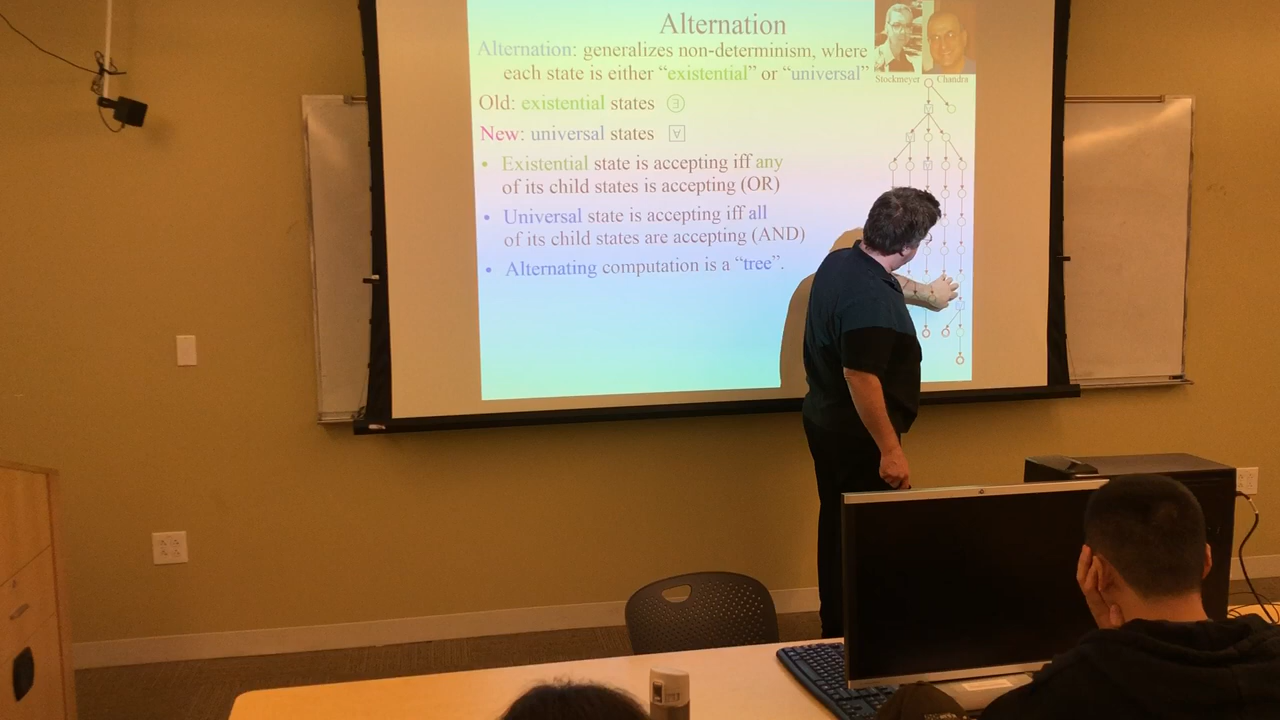 Alternation
Alternation: generalizes non-determinism, where
each state is either “existential” or “universal”
Stockmeyer Chandra
Old: existential states Ǝ
New: universal states ∀
• Existential state is accepting iff any
of its child states is accepting (OR)
• Universal state is accepting iff all
of its child states are accepting (AND)
• Alternating computation is a “tree”.